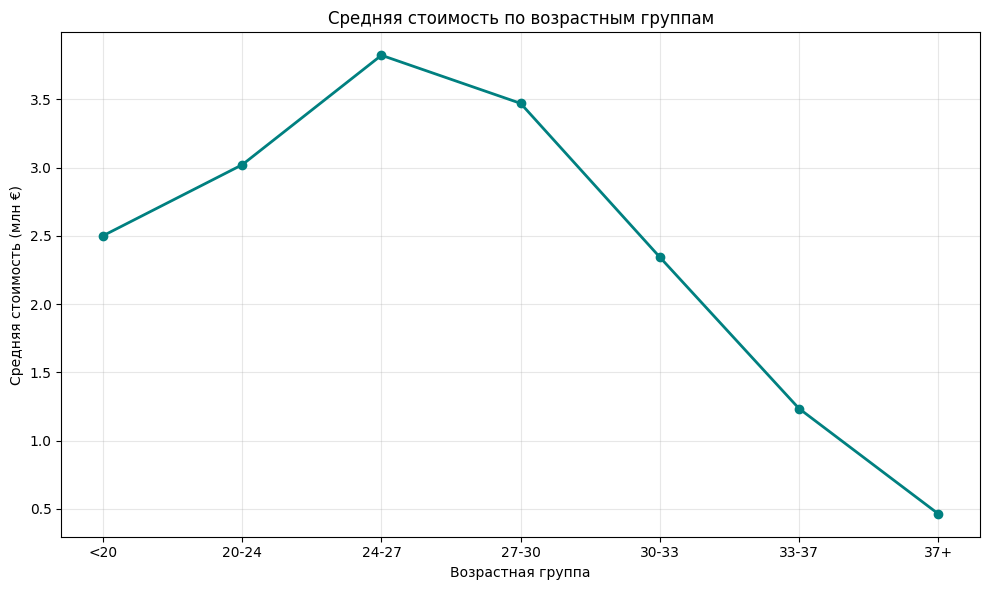 Средняя стоимость по возрастным группам
Средняя стоимость (млн €)
3.5
3.0
2.5
2.0
1.5
1.0
0.5
<20 20-24 24-27 27-30 30-33 33-37 37+
Возрастная группа